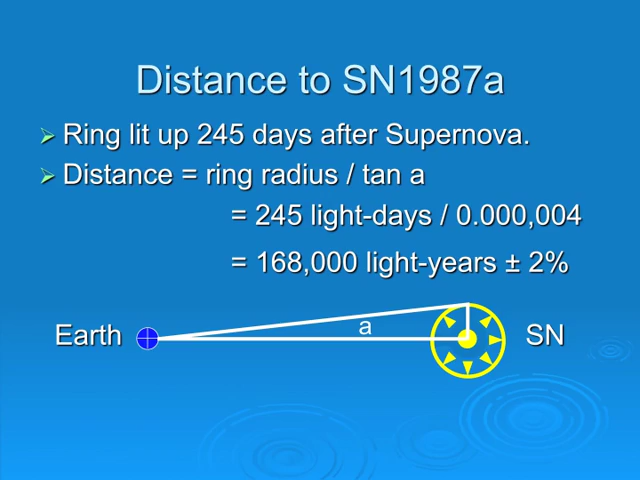 Distance to SN1987a
Ring lit up 245 days after Supernova.
Distance = ring radius / tan a
= 245 light-days / 0.000,004
= 168,000 light-years ± 2%
a
Earth
SN